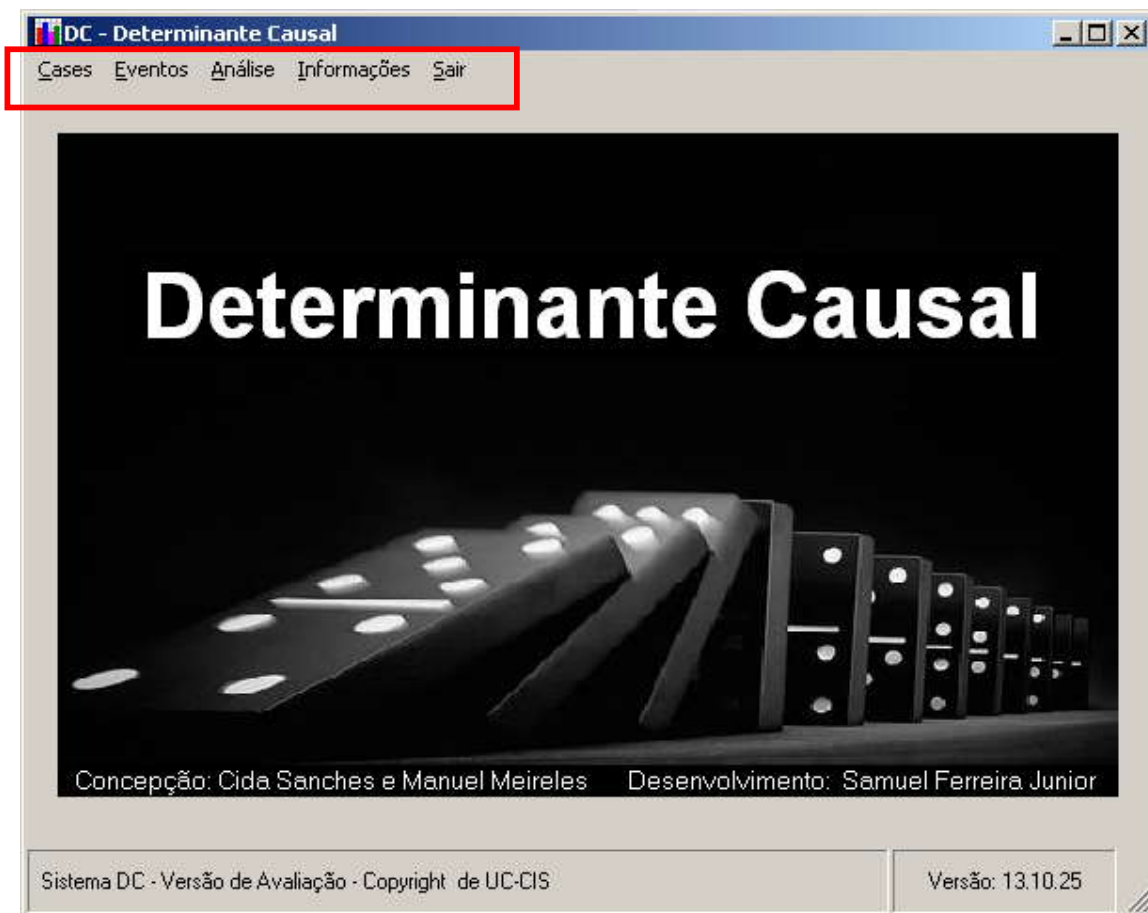 DC - Determinante Causal
Cases Eventos Análise Informações Sair
Determinante Causal
Concepção: Cida Sanches e Manuel Meireles Desenvolvimento: Samuel Ferreira Junior
Sistema DC - Versão de Avaliação - Copyright de UC-CIS Versão: 13.10.25